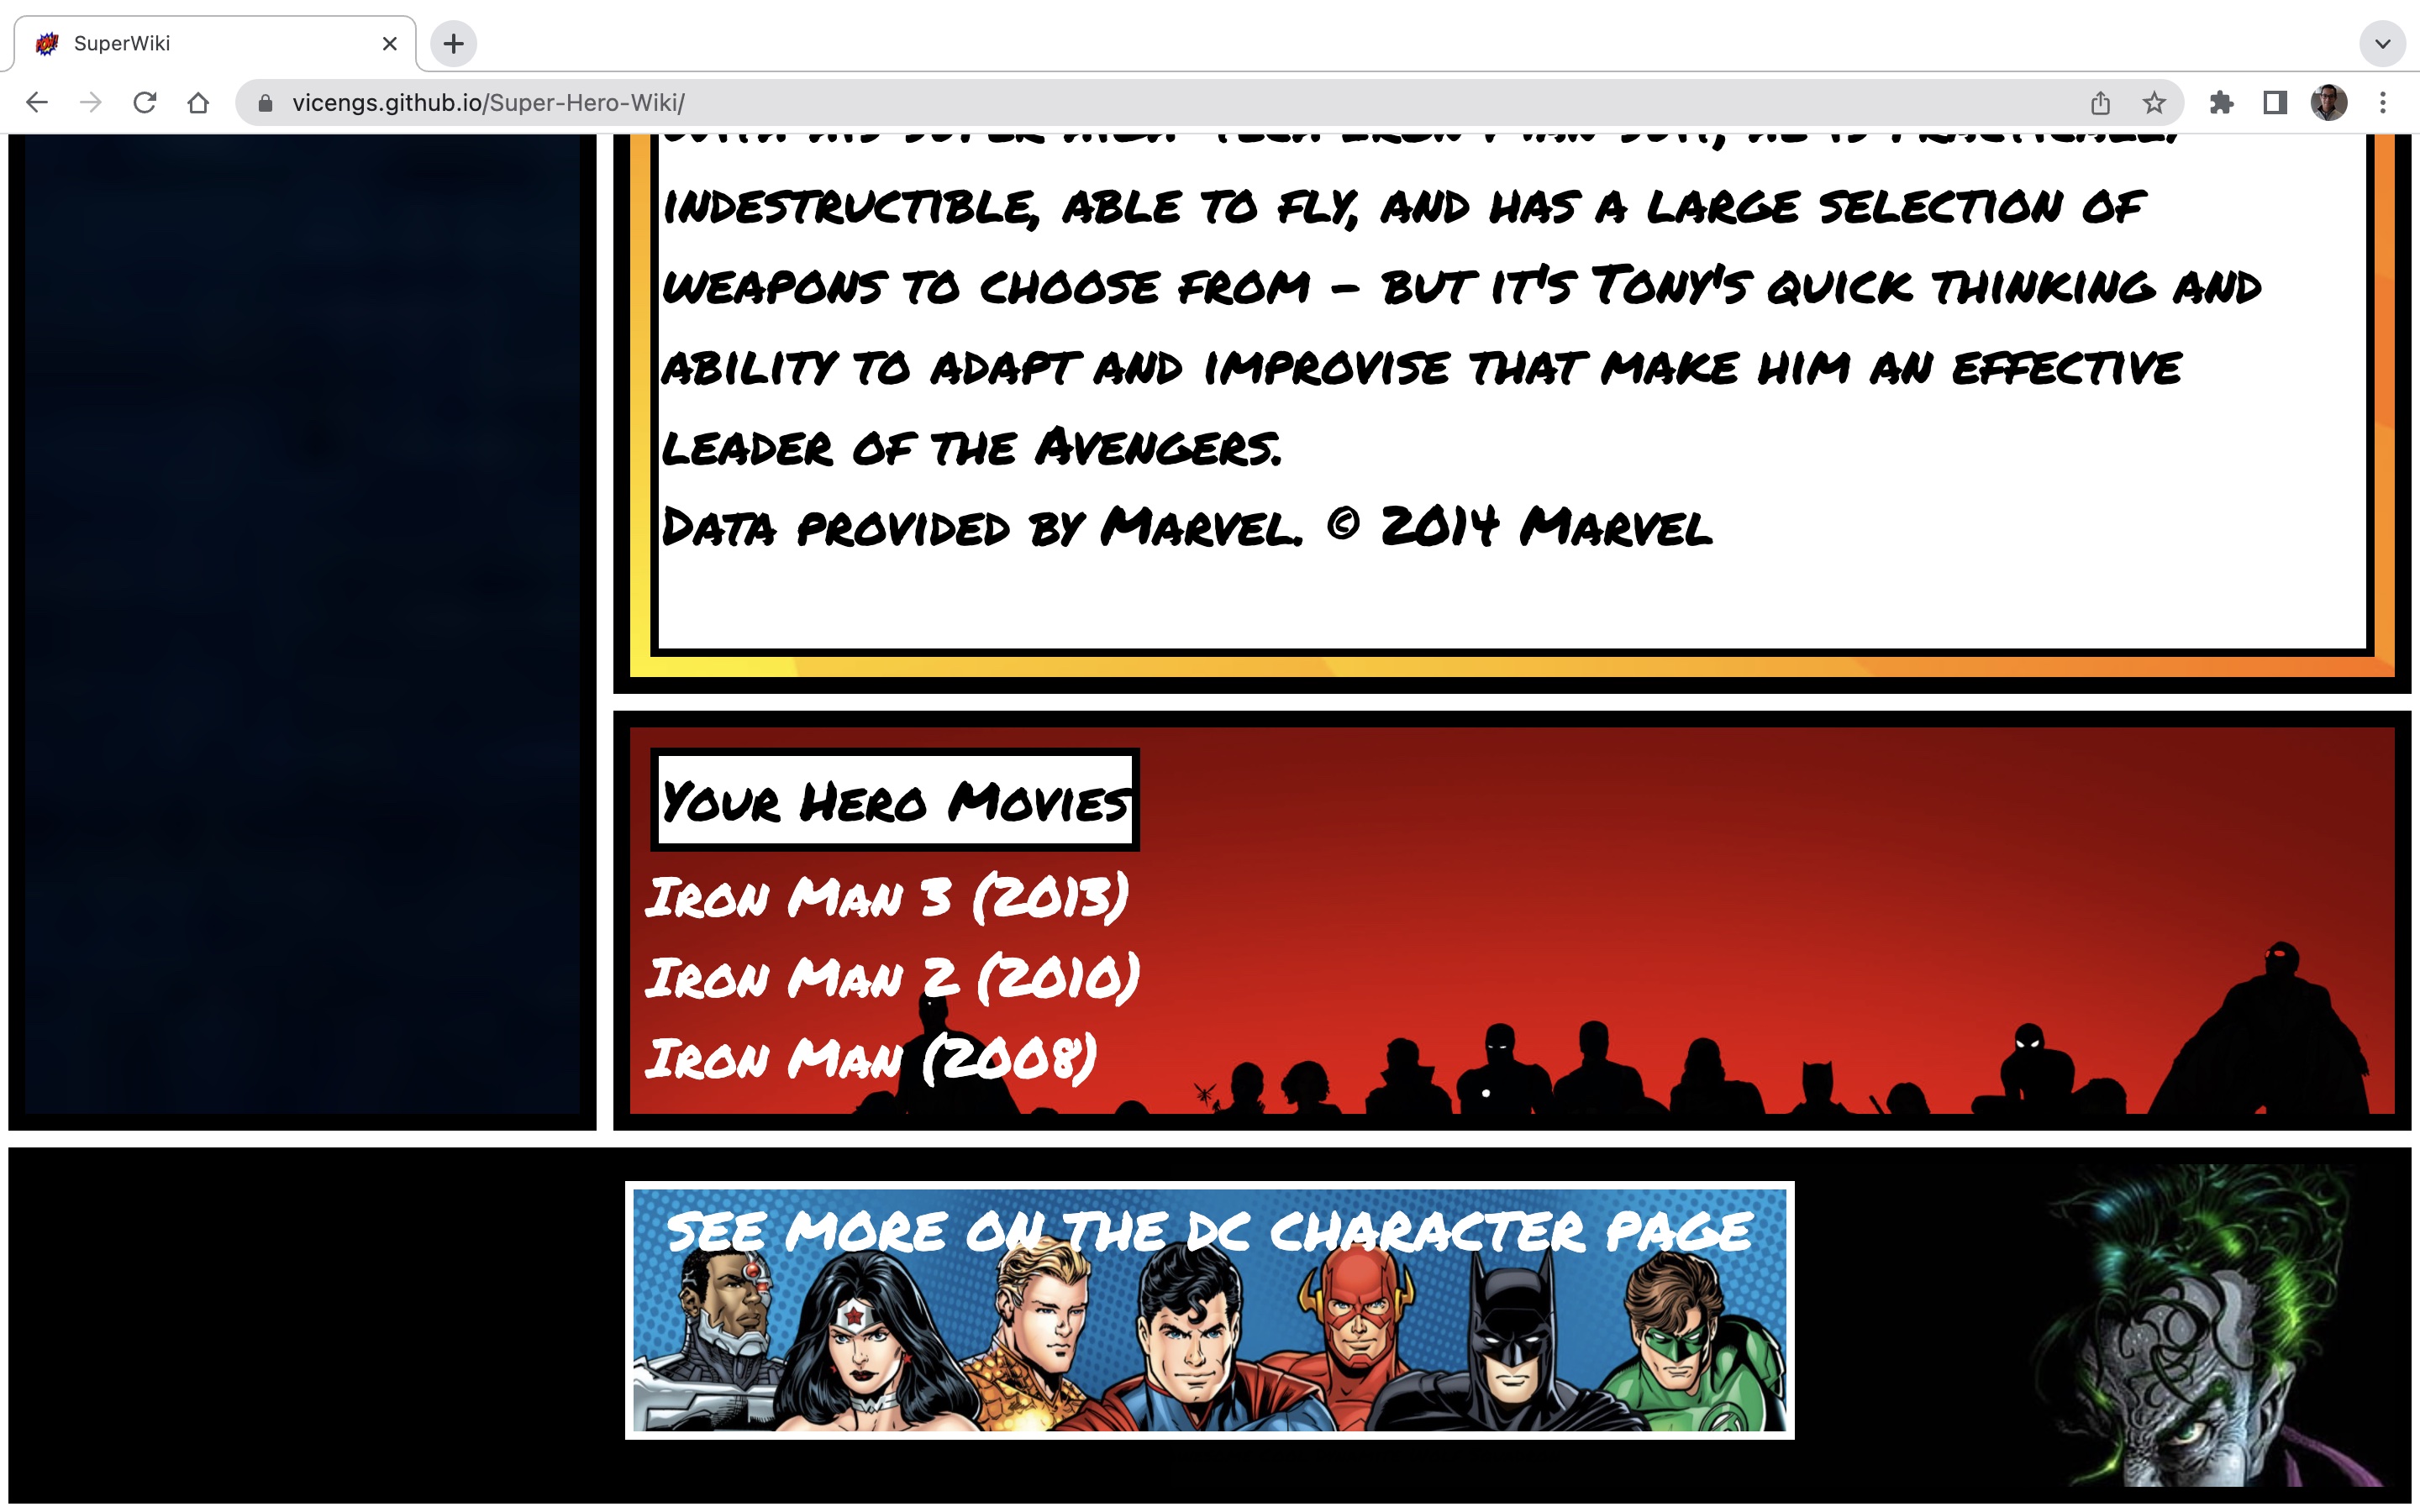 SuperWiki
vicengs.github.io/Super-Hero-Wiki/
indestructible, able to fly, and has a large selection of
weapons to choose from - but it's Tony's quick thinking and
ability to adapt and improvise that make him an effective
leader of the Avengers.
Data provided by Marvel. © 2014 Marvel
Your Hero Movies
Iron Man 3 (2013)
Iron Man 2 (2010)
Iron Man (2008)
SEE MORE ON THE DC CHARACTER PAGE